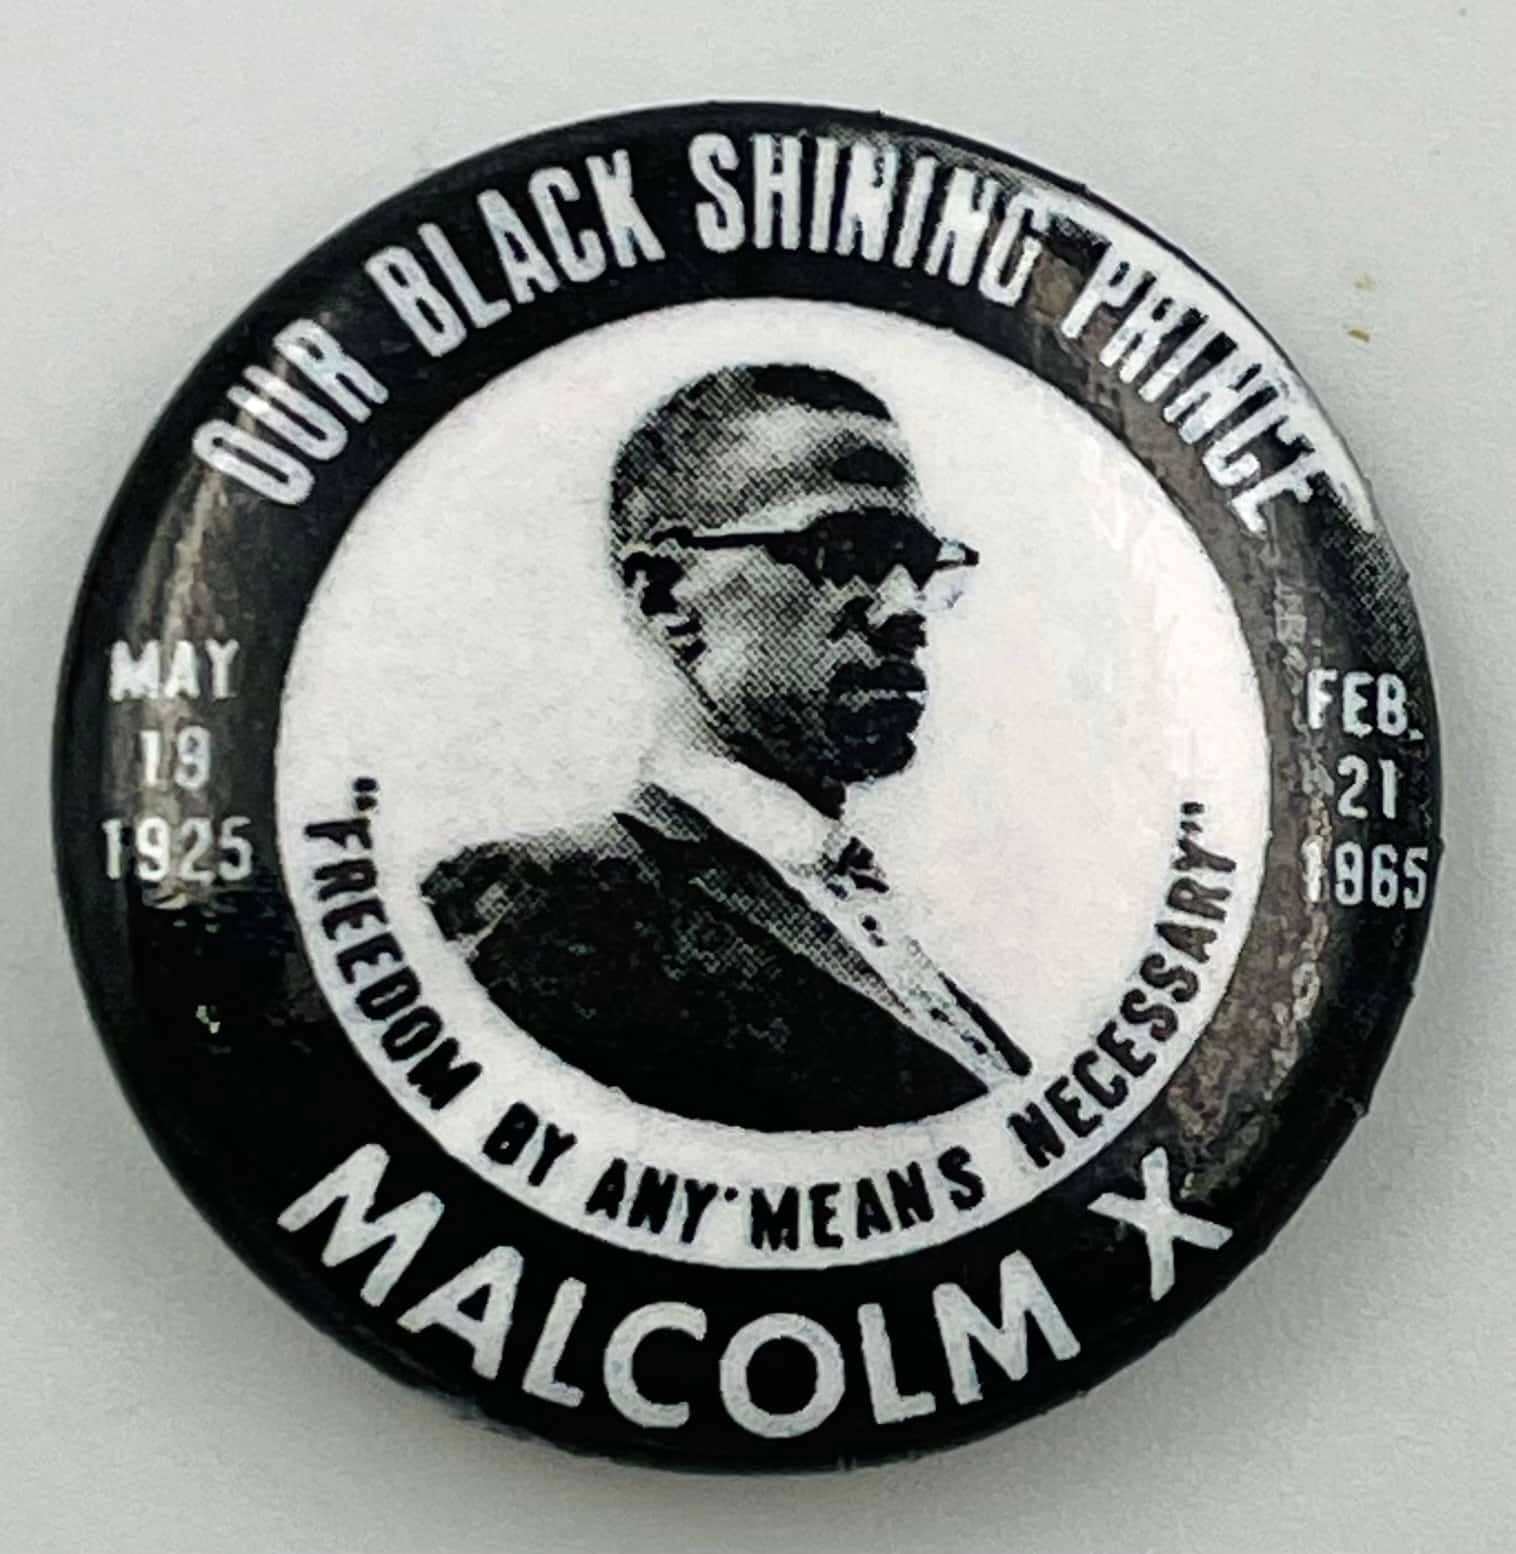 OUR BLACK SHINING PRINCE
MAY
19
1925
FEB.
21
1965
"FREEDOM BY ANY MEANS NECESSARY"
MALCOLM X